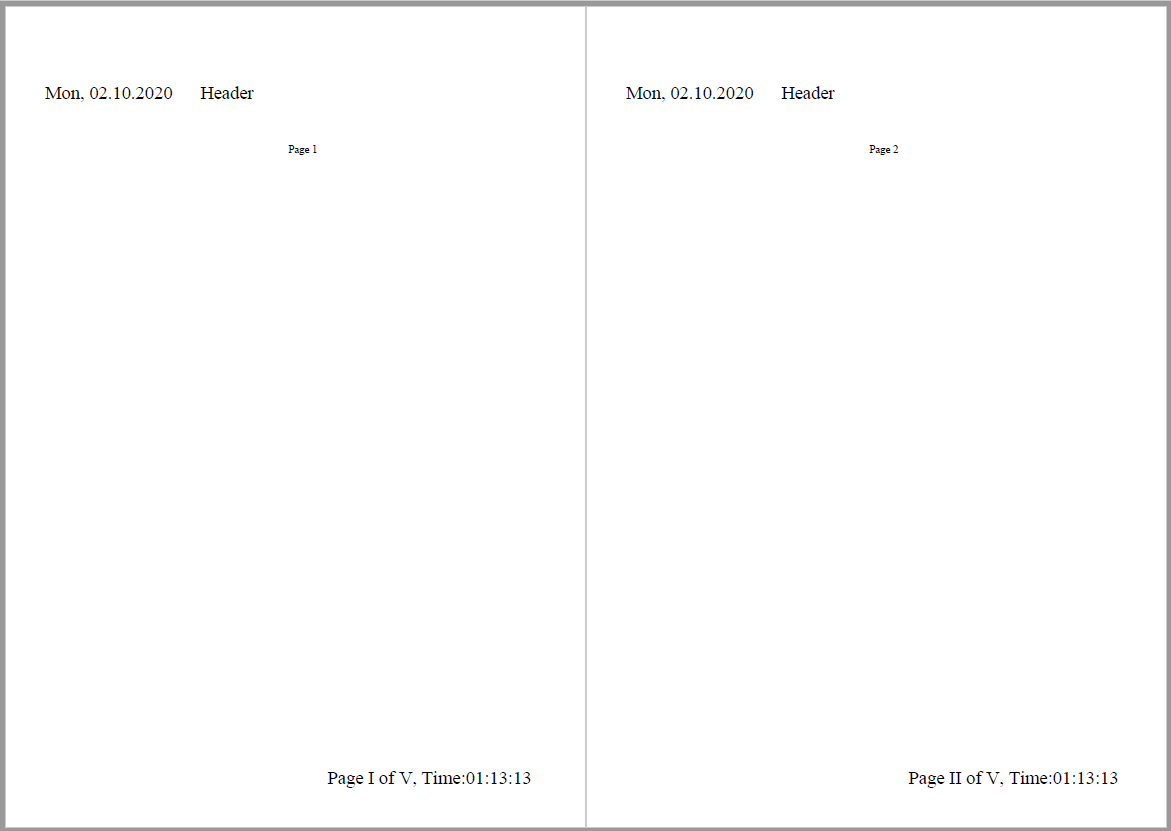 Mon, 02.10.2020 Header
Page 1
Page I of V, Time:01:13:13
Mon, 02.10.2020 Header
Page 2
Page II of V, Time:01:13:13